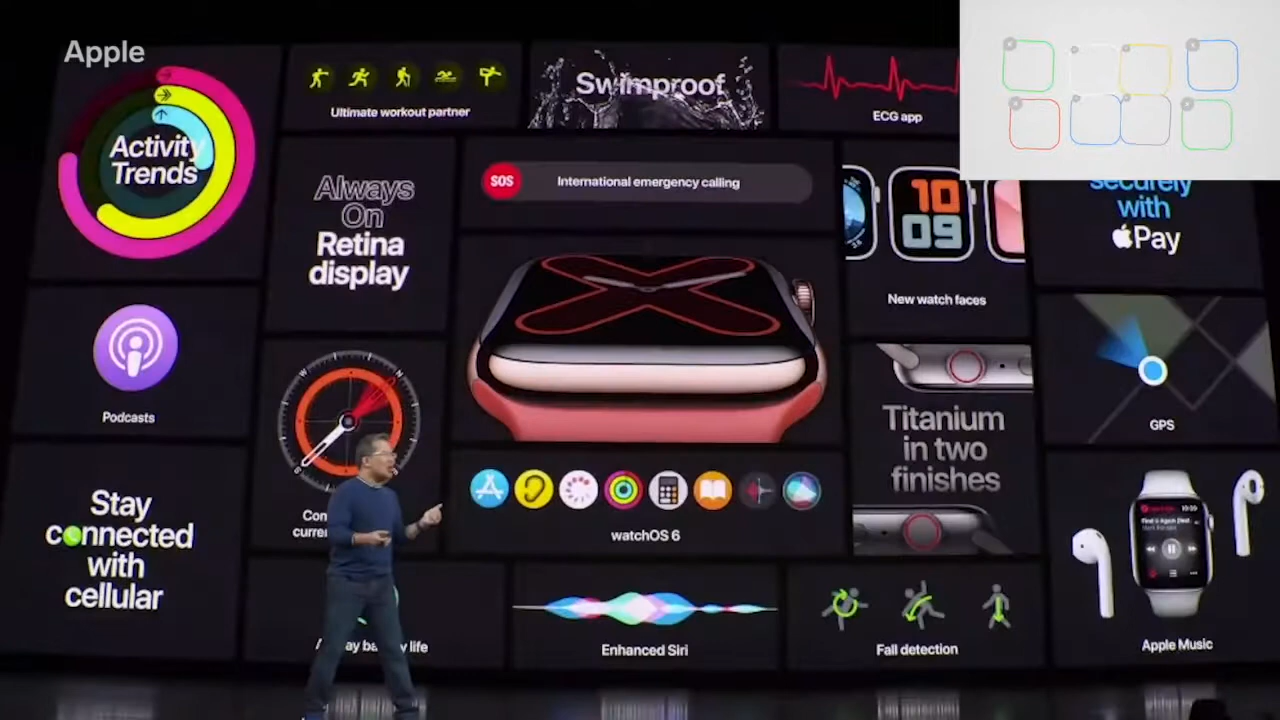 Apple
Activity
Trends
Ultimate workout partner
Swimproof
ECG app
Always
On
Retina
display
SOS
International emergency calling
10
09
New watch faces
securely
with
Pay
Podcasts
N
W
S
GPS
Titanium
in two
finishes
watchOS 6
Stay
connected
with
cellular
Enhanced Siri
Fall detection
Apple Music